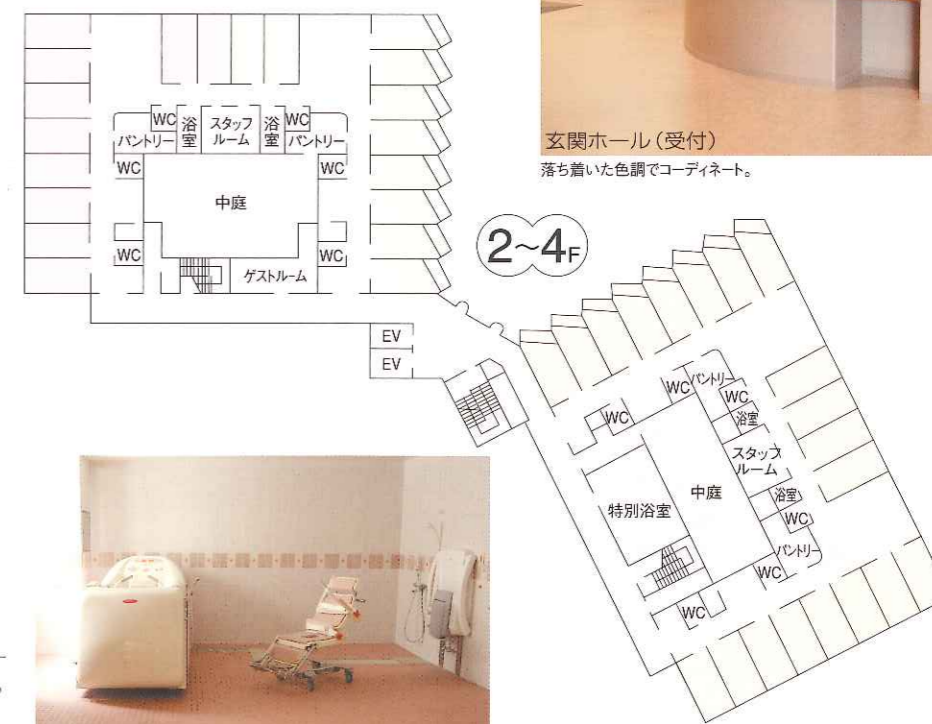 玄関ホール（受付）
落ち着いた色調でコーディネート。
2～4F
WC
浴室
スタッフルーム
浴室
WC
パントリー
パントリー
WC
WC
中庭
WC
WC
ゲストルーム
EV
EV
WC
パントリー
WC
WC
浴室
スタッフ
ルーム
中庭
特別浴室
浴室
WC
パントリー
WC
WC